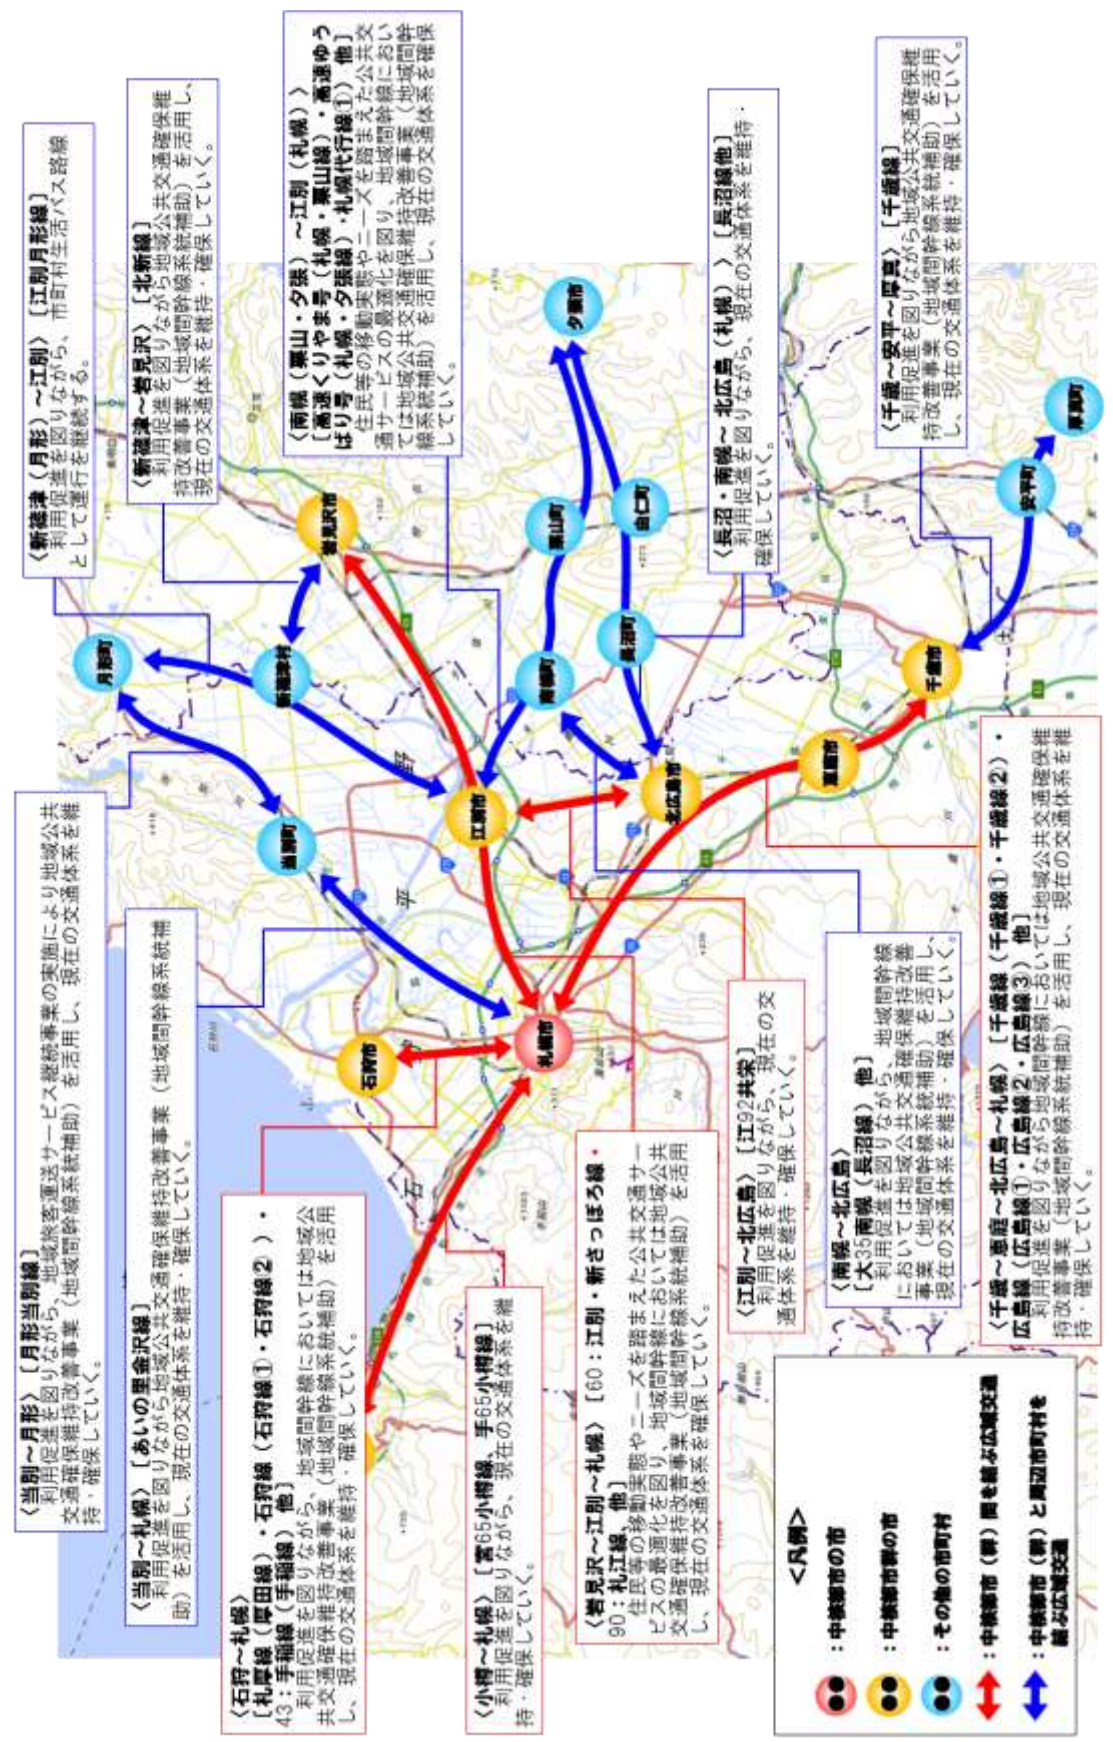 〈当別~月形〉［月形当別線］
利用促進を図りながら、地域旅客運送サービス継続事業の実施により地域公共
交通確保維持改善事業（地域間幹線系統補助）を活用し、現在の交通体系を維
持・確保していく。
〈当別~札幌〉［あいの里金沢線］
利用促進を図りながら地域公共交通確保維持改善事業（地域間幹線系統補
助）を活用し、現在の交通体系を維持・確保していく。
〈石狩~札幌〉
［札厚線（厚田線）・石狩線（石狩線①・石狩線②）・
43：手稲線（手稲線）他］
利用促進を図りながら、地域間幹線においては地域公
共交通確保維持改善事業（地域間幹線系統補助）を活用
し、現在の交通体系を維持・確保していく。
〈小樽~札幌〉［宮65小樽線、手65小樽線］
利用促進を図りながら、現在の交通体系を維
持・確保していく。
〈岩見沢~江別~札幌〉［60：江別・新さっぽろ線・
90：札江線、他］
住民等の移動実態やニーズを踏まえた公共交通サー
ビスの最適化を図り、地域間幹線においては地域公共
交通確保維持改善事業（地域間幹線系統補助）を活用
し、現在の交通体系を確保していく。
〈江別~北広島〉［江92共栄］
利用促進を図りながら、現在の交
通体系を維持・確保していく。
〈南幌~北広島〉
［大35南幌（長沼線）他］
利用促進を図りながら、地域間幹線
においては地域公共交通確保維持改善
事業（地域間幹線系統補助）を活用し、
現在の交通体系を維持・確保していく。
〈千歳~恵庭~北広島~札幌〉［千歳線（千歳線①・千歳線2）・
広島線（広島線①・広島線2・広島線③）他］
利用促進を図りながら地域間幹線においては地域公共交通確保維
持改善事業（地域間幹線系統補助）を活用し、現在の交通体系を維
持・確保していく。
〈新篠津（月形）~江別〉［江別月形線］
利用促進を図りながら、市町村生活バス路線
として運行を継続する。
〈新篠津~岩見沢〉［北新線］
利用促進を図りながら地域公共交通確保維
持改善事業（地域間幹線系統補助）を活用し、
現在の交通体系を維持・確保していく。
〈南幌（栗山・夕張）~江別（札幌）〉
［高速くりやま号（札幌・栗山線）・高速ゆう
ばり号（札幌・夕張線）・札幌代行線①）他］
住民等の移動実態やニーズを踏まえた公共交
通サービスの最適化を図り、地域間幹線におい
ては地域公共交通確保維持改善事業（地域間幹
線系統補助）を活用し、現在の交通体系を確保
していく。
〈長沼・南幌~北広島（札幌）〉［長沼線他］
利用促進を図りながら、現在の交通体系を維持・
確保していく。
〈千歳~安平~厚真〉［千歳線］
利用促進を図りながら地域公共交通確保維
持改善事業（地域間幹線系統補助）を活用
し、現在の交通体系を維持・確保していく。
月形町
新篠津村
岩見沢市
当別町
江別市
石狩市
札幌市
南幌町
栗山町
夕張市
由仁町
長沼町
北広島市
恵庭市
千歳市
安平町
厚真町
石
平
野
〈凡例〉
：中核都市の市
：中核都市群の市
：その他の市町村
：中核都市（群）間を結ぶ広域交通
：中核都市（群）と周辺市町村を
結ぶ広域交通